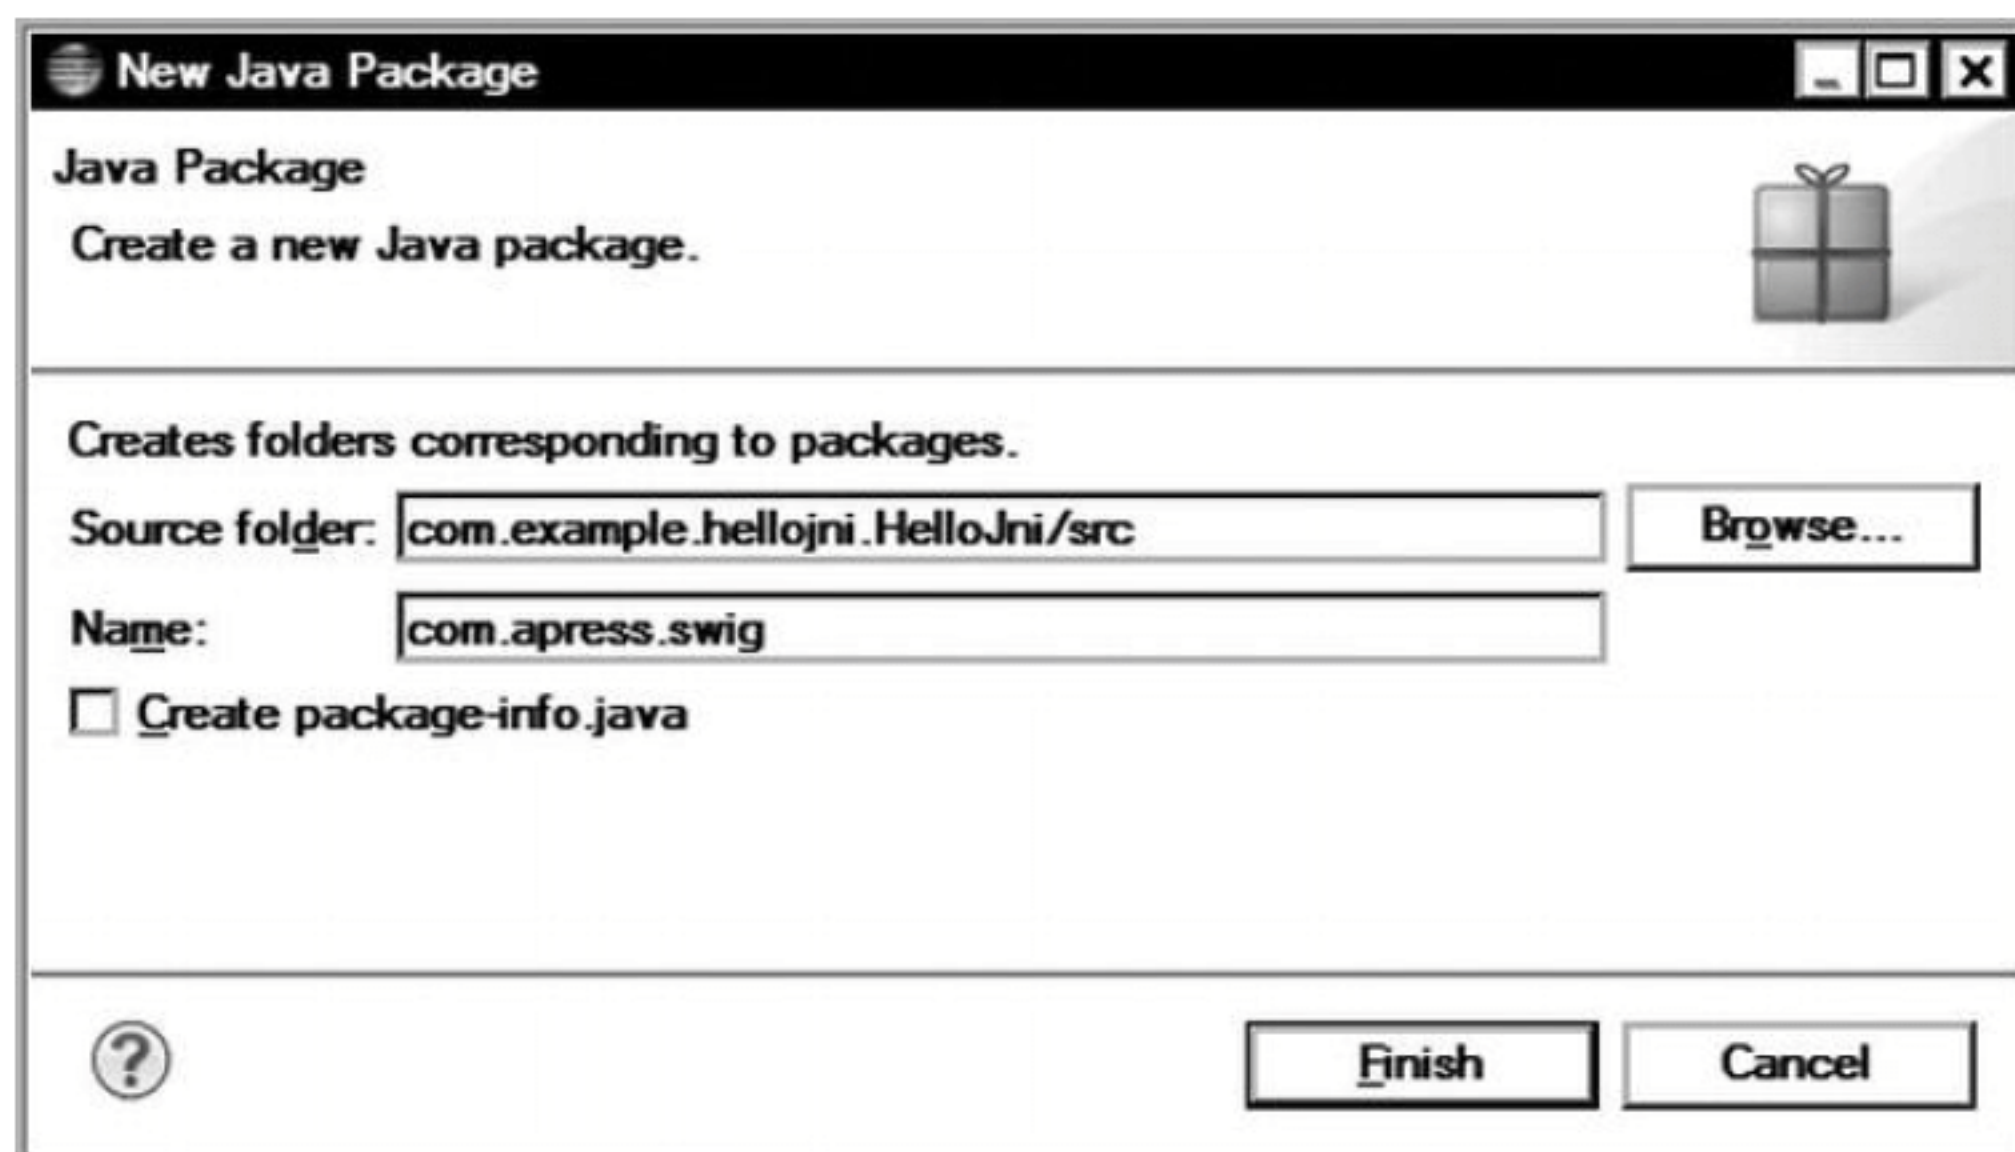 New Java Package
Java Package
Create a new Java package.
Creates folders corresponding to packages.
Source folder: com.example.hellojni.HelloJni/src Browse...
Name: com.apress.swig
Create package-info.java
? Finish Cancel